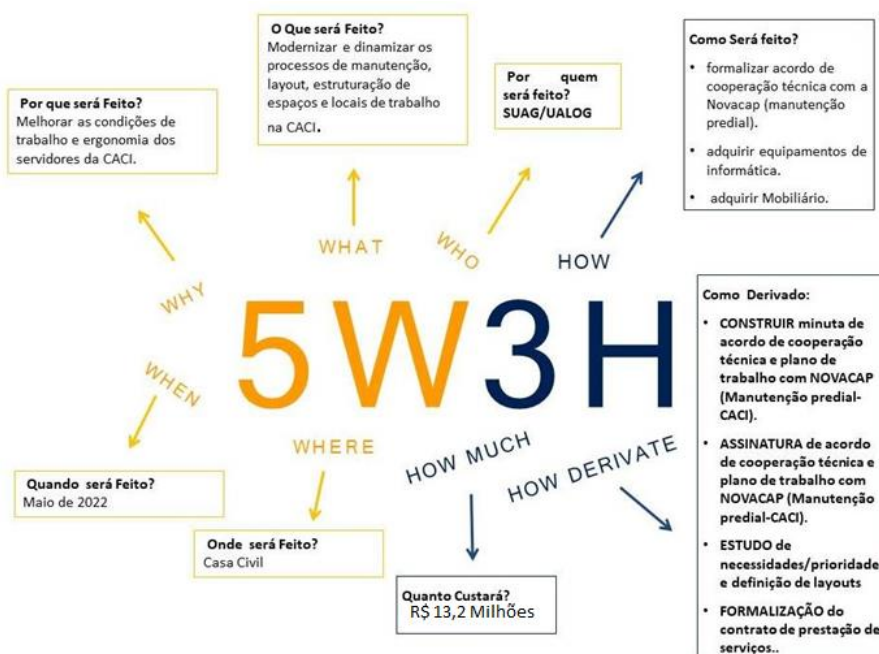 O Que será Feito?
Modernizar e dinamizar os
processos de manutenção,
layout, estruturação de
espaços e locais de trabalho
na CACI.
Por quem
será feito?
SUAG/UALOG
Como Será feito?
• formalizar acordo de
cooperação técnica com a
Novacap (manutenção
predial).
• adquirir equipamentos de
informática.
• adquirir Mobiliário.
Por que será Feito?
Melhorar as condições de
trabalho e ergonomia dos
servidores da CACI.
WHAT
WHO
HOW
WHY
5W3H
WHEN
WHERE
HOW MUCH
HOW DERIVATE
Como Derivado:
• CONSTRUIR minuta de
acordo de cooperação
técnica e plano de
trabalho com NOVACAP
(Manutenção predial-
CACI).
• ASSINATURA de acordo
de cooperação técnica e
plano de trabalho com
NOVACAP (Manutenção
predial-CACI).
• ESTUDO de
necessidades/prioridade
e definição de layouts
• FORMALIZAÇÃO do
contrato de prestação de
serviços..
Quando será Feito?
Maio de 2022
Onde será Feito?
Casa Civil
Quanto Custará?
R$ 13,2 Milhões